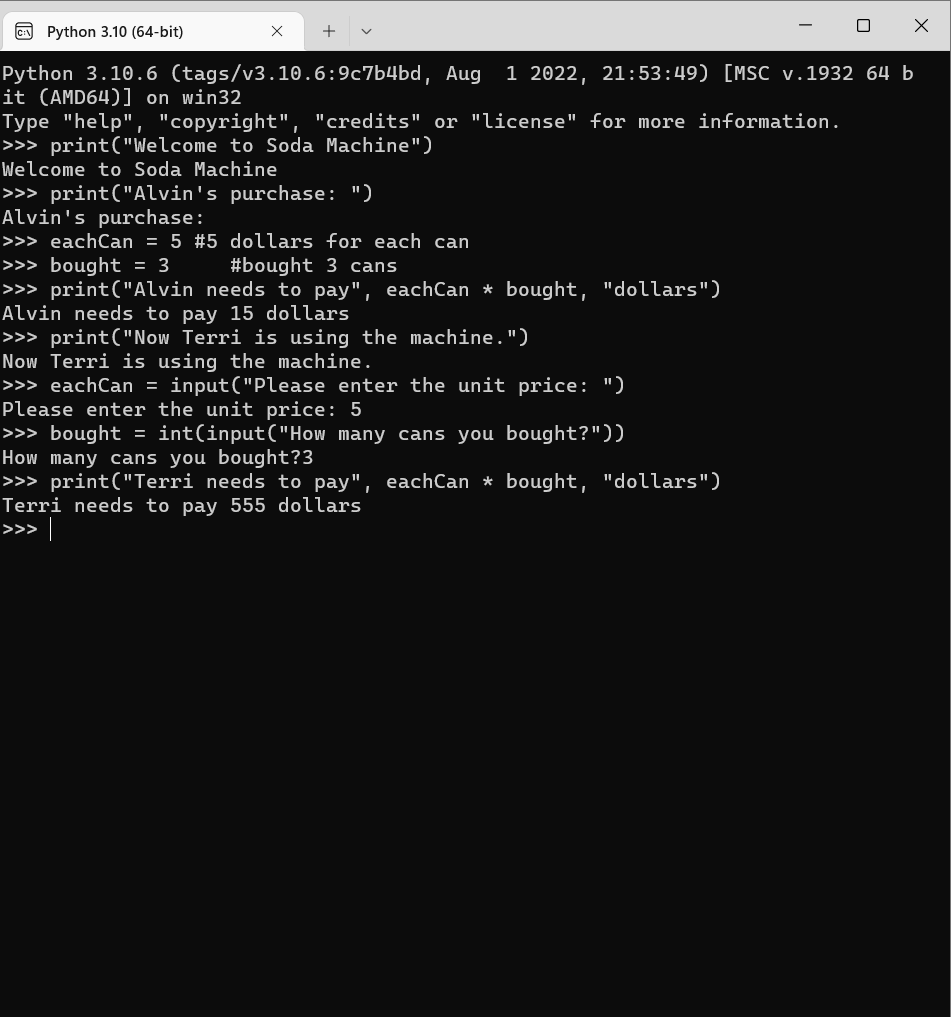 Python 3.10 (64-bit)
Python 3.10.6 (tags/v3.10.6:9c7b4bd, Aug  1 2022, 21:53:49) [MSC v.1932 64 b
it (AMD64)] on win32
Type "help", "copyright", "credits" or "license" for more information.
>>> print("Welcome to Soda Machine")
Welcome to Soda Machine
>>> print("Alvin's purchase: ")
Alvin's purchase:
>>> eachCan = 5 #5 dollars for each can
>>> bought = 3     #bought 3 cans
>>> print("Alvin needs to pay", eachCan * bought, "dollars")
Alvin needs to pay 15 dollars
>>> print("Now Terri is using the machine.")
Now Terri is using the machine.
>>> eachCan = input("Please enter the unit price: ")
Please enter the unit price: 5
>>> bought = int(input("How many cans you bought?"))
How many cans you bought?3
>>> print("Terri needs to pay", eachCan * bought, "dollars")
Terri needs to pay 555 dollars
>>>